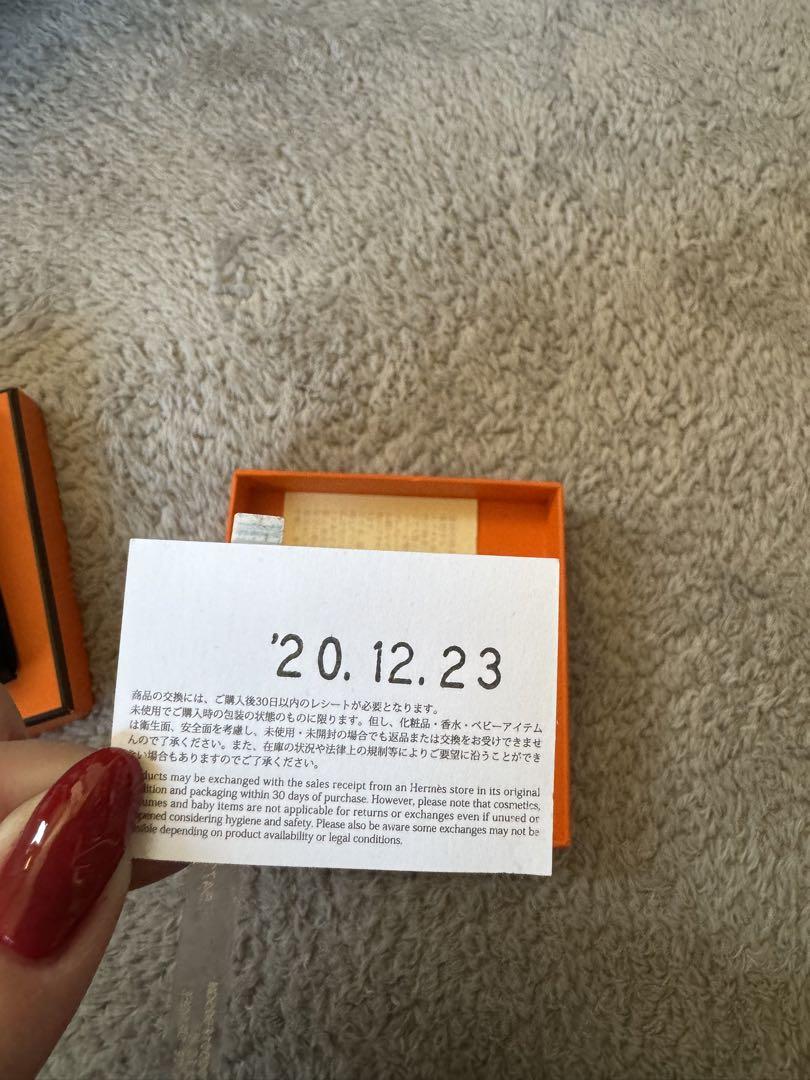 '20. 12. 23
商品の交換には、ご購入後30日以内のレシートが必要となります。
未使用でご購入時の包装の状態のものに限ります。但し、化粧品・香水・ベビーアイテム
は衛生面、安全面を考慮し、未使用・未開封の場合でも返品または交換をお受けできませ
んので了承ください。また、在庫の状況や法律上の規制等によりご要望に沿うことができ
い場合もありますのでご了承ください。
ducts may be exchanged with the sales receipt from an Hermès store in its original
dition and packaging within 30 days of purchase. However, please note that cosmetics,
umes and baby items are not applicable for returns or exchanges even if unused or
pened considering hygiene and safety. Please also be aware some exchanges may not be
sible depending on product availability or legal conditions.